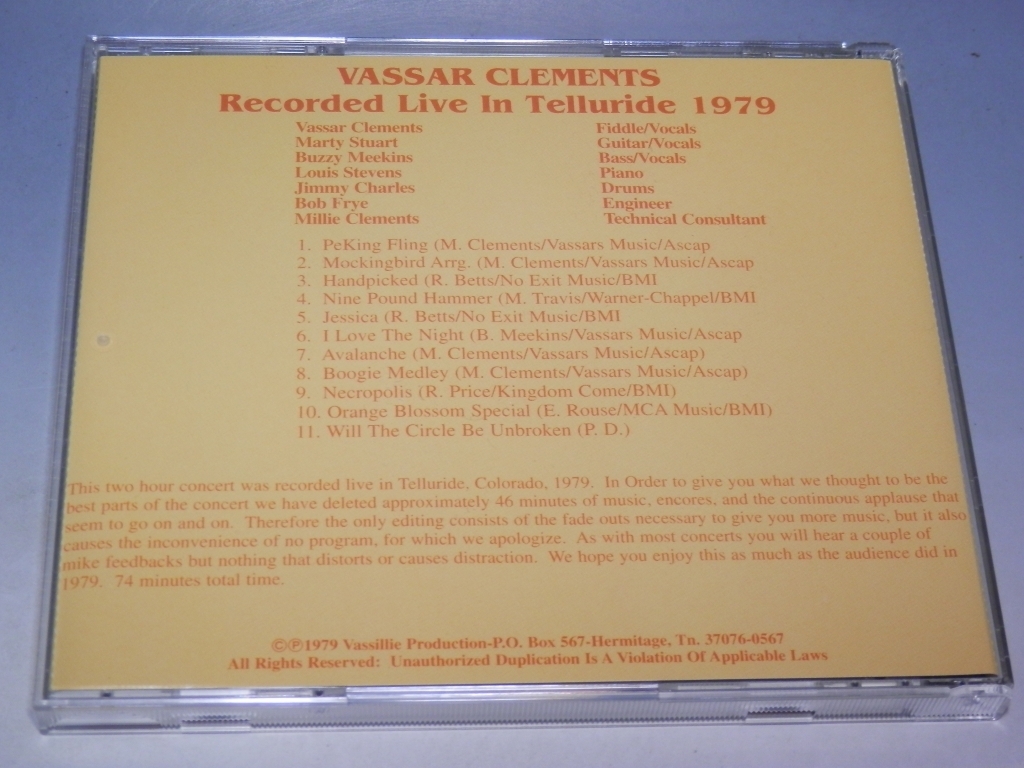 VASSAR CLEMENTS
Recorded Live In Telluride 1979
Vassar Clements Fiddle/Vocals
Marty Stuart Guitar/Vocals
Buzzy Meekins Bass/Vocals
Louis Stevens Piano
Jimmy Charles Drums
Bob Frye Engineer
Millie Clements Technical Consultant
1. PeKing Fling (M. Clements/Vassars Music/Ascap
2. Mockingbird Arrg. (M. Clements/Vassars Music/Ascap
3. Handpicked (R. Betts/No Exit Music/BMI
4. Nine Pound Hammer (M. Travis/Warner-Chappel/BMI
5. Jessica (R. Betts/No Exit Music/BMI
6. I Love The Night (B. Meekins/Vassars Music/Ascap
7. Avalanche (M. Clements/Vassars Music/Ascap)
8. Boogie Medley (M. Clements/Vassars Music/Ascap)
9. Necropolis (R. Price/Kingdom Come/BMI)
10. Orange Blossom Special (E. Rouse/MCA Music/BMI)
11. Will The Circle Be Unbroken (P. D.)
This two hour concert was recorded live in Telluride, Colorado, 1979. In Order to give you what we thought to be the
best parts of the concert we have deleted approximately 46 minutes of music, encores, and the continuous applause that
seem to go on and on. Therefore the only editing consists of the fade outs necessary to give you more music, but it also
causes the inconvenience of no program, for which we apologize. As with most concerts you will hear a couple of
mike feedbacks but nothing that distorts or causes distraction. We hope you enjoy this as much as the audience did in
1979. 74 minutes total time.
©℗1979 Vassillie Production-P.O. Box 567-Hermitage, Tn. 37076-0567
All Rights Reserved: Unauthorized Duplication Is A Violation Of Applicable Laws